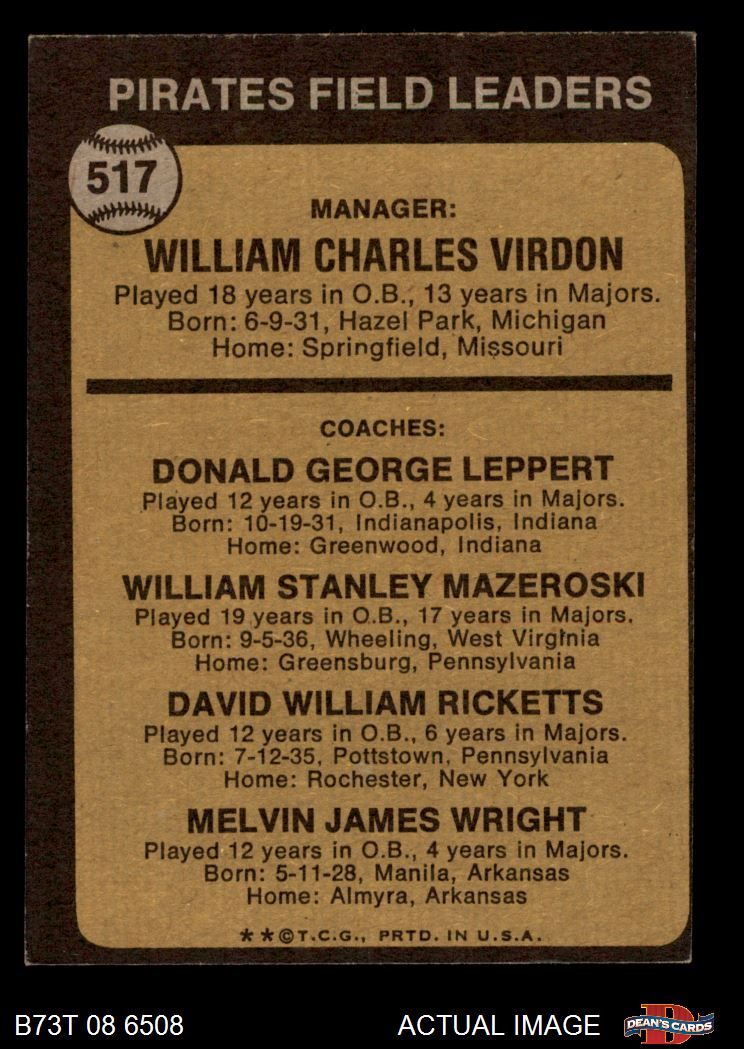 PIRATES FIELD LEADERS
517
MANAGER:
WILLIAM CHARLES VIRDON
Played 18 years in O.B., 13 years in Majors.
Born: 6-9-31, Hazel Park, Michigan
Home: Springfield, Missouri
COACHES:
DONALD GEORGE LEPPERT
Played 12 years in O.B., 4 years in Majors.
Born: 10-19-31, Indianapolis, Indiana
Home: Greenwood, Indiana
WILLIAM STANLEY MAZEROSKI
Played 19 years in O.B., 17 years in Majors.
Born: 9-5-36, Wheeling, West Virginia
Home: Greensburg, Pennsylvania
DAVID WILLIAM RICKETTS
Played 12 years in O.B., 6 years in Majors.
Born: 7-12-35, Pottstown, Pennsylvania
Home: Rochester, New York
MELVIN JAMES WRIGHT
Played 12 years in O.B., 4 years in Majors.
Born: 5-11-28, Manila, Arkansas
Home: Almyra, Arkansas
**©T.C.G., PRTD. IN U.S.A.
B73T 08 6508 ACTUAL IMAGE D DEAN'S CARDS